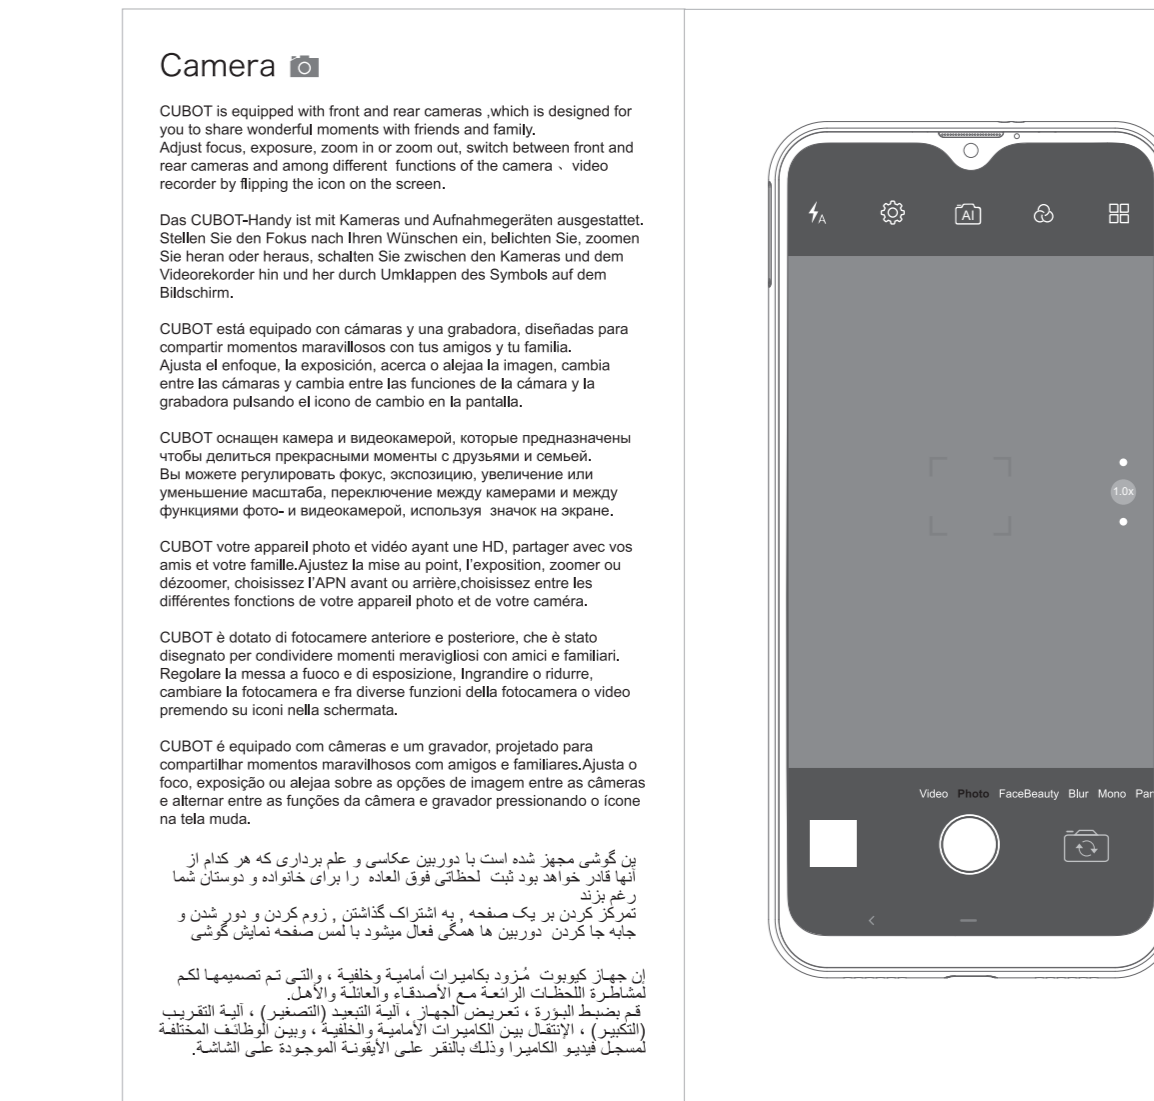 Camera
CUBOT is equipped with front and rear cameras ,which is designed for
you to share wonderful moments with friends and family.
Adjust focus, exposure, zoom in or zoom out, switch between front and
rear cameras and among different functions of the camera 、 video
recorder by flipping the icon on the screen.
Das CUBOT-Handy ist mit Kameras und Aufnahmegeräten ausgestattet.
Stellen Sie den Fokus nach Ihren Wünschen ein, belichten Sie, zoomen
Sie heran oder heraus, schalten Sie zwischen den Kameras und dem
Videorekorder hin und her durch Umklappen des Symbols auf dem
Bildschirm.
CUBOT está equipado con cámaras y una grabadora, diseñadas para
compartir momentos maravillosos con tus amigos y tu familia.
Ajusta el enfoque, la exposición, acerca o alejaa la imagen, cambia
entre las cámaras y cambia entre las funciones de la cámara y la
grabadora pulsando el icono de cambio en la pantalla.
CUBOT оснащен камера и видеокамерой, которые предназначены
чтобы делиться прекрасными моменты с друзьями и семьей.
Вы можете регулировать фокус, экспозицию, увеличение или
уменьшение масштаба, переключение между камерами и между
функциями фото- и видеокамерой, используя значок на экране.
CUBOT votre appareil photo et vidéo ayant une HD, partager avec vos
amis et votre famille.Ajustez la mise au point, l'exposition, zoomer ou
dézoomer, choisissez l'APN avant ou arrière,choisissez entre les
différentes fonctions de votre appareil photo et de votre caméra.
CUBOT è dotato di fotocamere anteriore e posteriore, che è stato
disegnato per condividere momenti meravigliosi con amici e familiari.
Regolare la messa a fuoco e di esposizione, Ingrandire o ridurre,
cambiare la fotocamera e fra diverse funzioni della fotocamera o video
premendo su iconi nella schermata.
CUBOT é equipado com câmeras e um gravador, projetado para
compartilhar momentos maravilhosos com amigos e familiares.Ajusta o
foco, exposição ou alejaa sobre as opções de imagem entre as câmeras
e alternar entre as funções da câmera e gravador pressionando o ícone
na tela muda.
ین گوشی مجهز شده است با دوربین عکاسی و علم برداری که هر کدام از
آنها قادر خواهد بود ثبت لحظاتی فوق العاده را برای خانواده و دوستان شما
رغم بزند
تمرکز کردن بر یک صفحه , به اشتراک گذاشتن , زوم کردن و دور شدن و
جابه جا کردن دوربین ها همگی فعال میشود با لمس صفحه نمایش گوشی
إن جهاز كيوبوت مُزود بكاميرات أمامية وخلفية ، والتي تم تصميمها لكم
لمشاطرة اللحظات الرائعة مع الأصدقاء والعائلة والأهل.
قم بضبط البؤرة ، تعريض الجهاز ، آلية التبعيد (التصغير) ، آلية التقريب
(التكبير) ، الإنتقال بين الكاميرات الأمامية والخلفية ، وبين الوظائف المختلفة
لمسجل فيديو الكاميرا وذلك بالنقر على الأيقونة الموجودة على الشاشة.
A
AI
1.0x
Video Photo FaceBeauty Blur Mono Pan